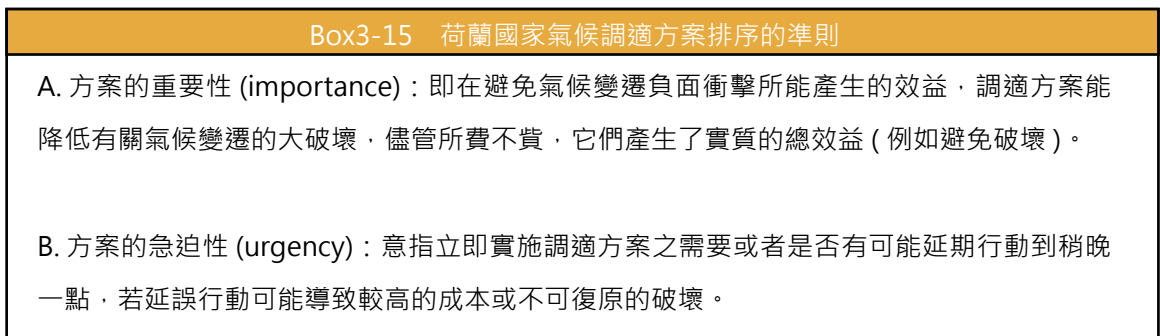 Box3-15　荷蘭國家氣候調適方案排序的準則
A. 方案的重要性 (importance)：即在避免氣候變遷負面衝擊所能產生的效益，調適方案能
降低有關氣候變遷的大破壞，儘管所費不貲，它們產生了實質的總效益 ( 例如避免破壞 )。
B. 方案的急迫性 (urgency)：意指立即實施調適方案之需要或者是否有可能延期行動到稍晚
一點，若延誤行動可能導致較高的成本或不可復原的破壞。